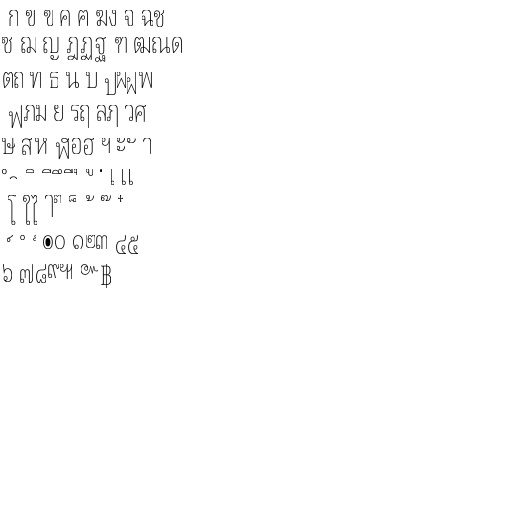 ก ข ฃ ค ฅ ฆง จ ฉช
ซ ฌ ญ ฎฏฐ ฑ ฒณด
ตถ ท ธ น บ ปผฝพ
ฟภม ย รฤ ลฦ วศ
ษ สห ฬอฮ ฯ ะั า
ำ ิ ีึื ุ ู ฺ เแ
โ ใไ ๅๆ ็ ่ ้ ๊ ๋
์ ํ ๎ ๏๐ ๑๒๓ ๔๕
๖ ๗๘๙๚ ๛ ฿